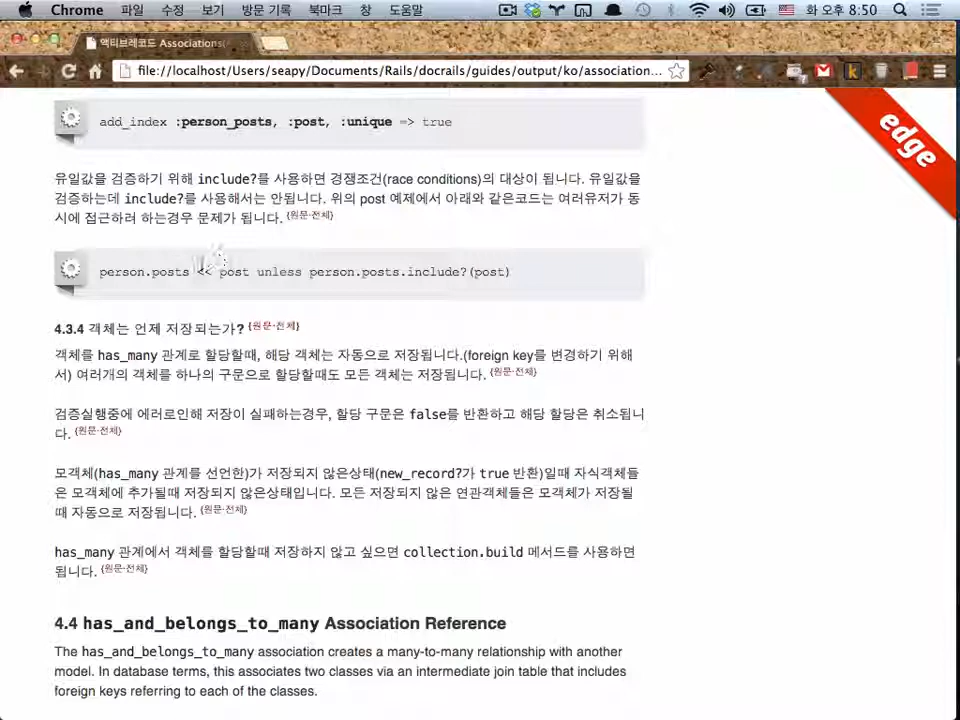 Chrome 파일 수정 보기 방문 기록 북마크 창 도움말 화 오후 8:50
액티브레코드 Associations(
file://localhost/Users/seapy/Documents/Rails/docrails/guides/output/ko/association...
edge
add_index :person_posts, :post, :unique => true
유일값을 검증하기 위해 include?를 사용하면 경쟁조건(race conditions)의 대상이 됩니다. 유일값을
검증하는데 include?를 사용해서는 안됩니다. 위의 post 예제에서 아래와 같은코드는 여러유저가 동
시에 접근하려 하는경우 문제가 됩니다. {원문·전체}
person.posts << post unless person.posts.include?(post)
4.3.4 객체는 언제 저장되는가? {원문·전체}
객체를 has_many 관계로 할당할때, 해당 객체는 자동으로 저장됩니다.(foreign key를 변경하기 위해
서) 여러개의 객체를 하나의 구문으로 할당할때도 모든 객체는 저장됩니다. {원문·전체}
검증실행중에 에러로인해 저장이 실패하는경우, 할당 구문은 false를 반환하고 해당 할당은 취소됩니
다. {원문·전체}
모객체(has_many 관계를 선언한)가 저장되지 않은상태(new_record?가 true 반환)일때 자식객체들
은 모객체에 추가될때 저장되지 않은상태입니다. 모든 저장되지 않은 연관객체들은 모객체가 저장될
때 자동으로 저장됩니다. {원문·전체}
has_many 관계에서 객체를 할당할때 저장하지 않고 싶으면 collection.build 메서드를 사용하면
됩니다. {원문·전체}
4.4 has_and_belongs_to_many Association Reference
The has_and_belongs_to_many association creates a many-to-many relationship with another
model. In database terms, this associates two classes via an intermediate join table that includes
foreign keys referring to each of the classes.